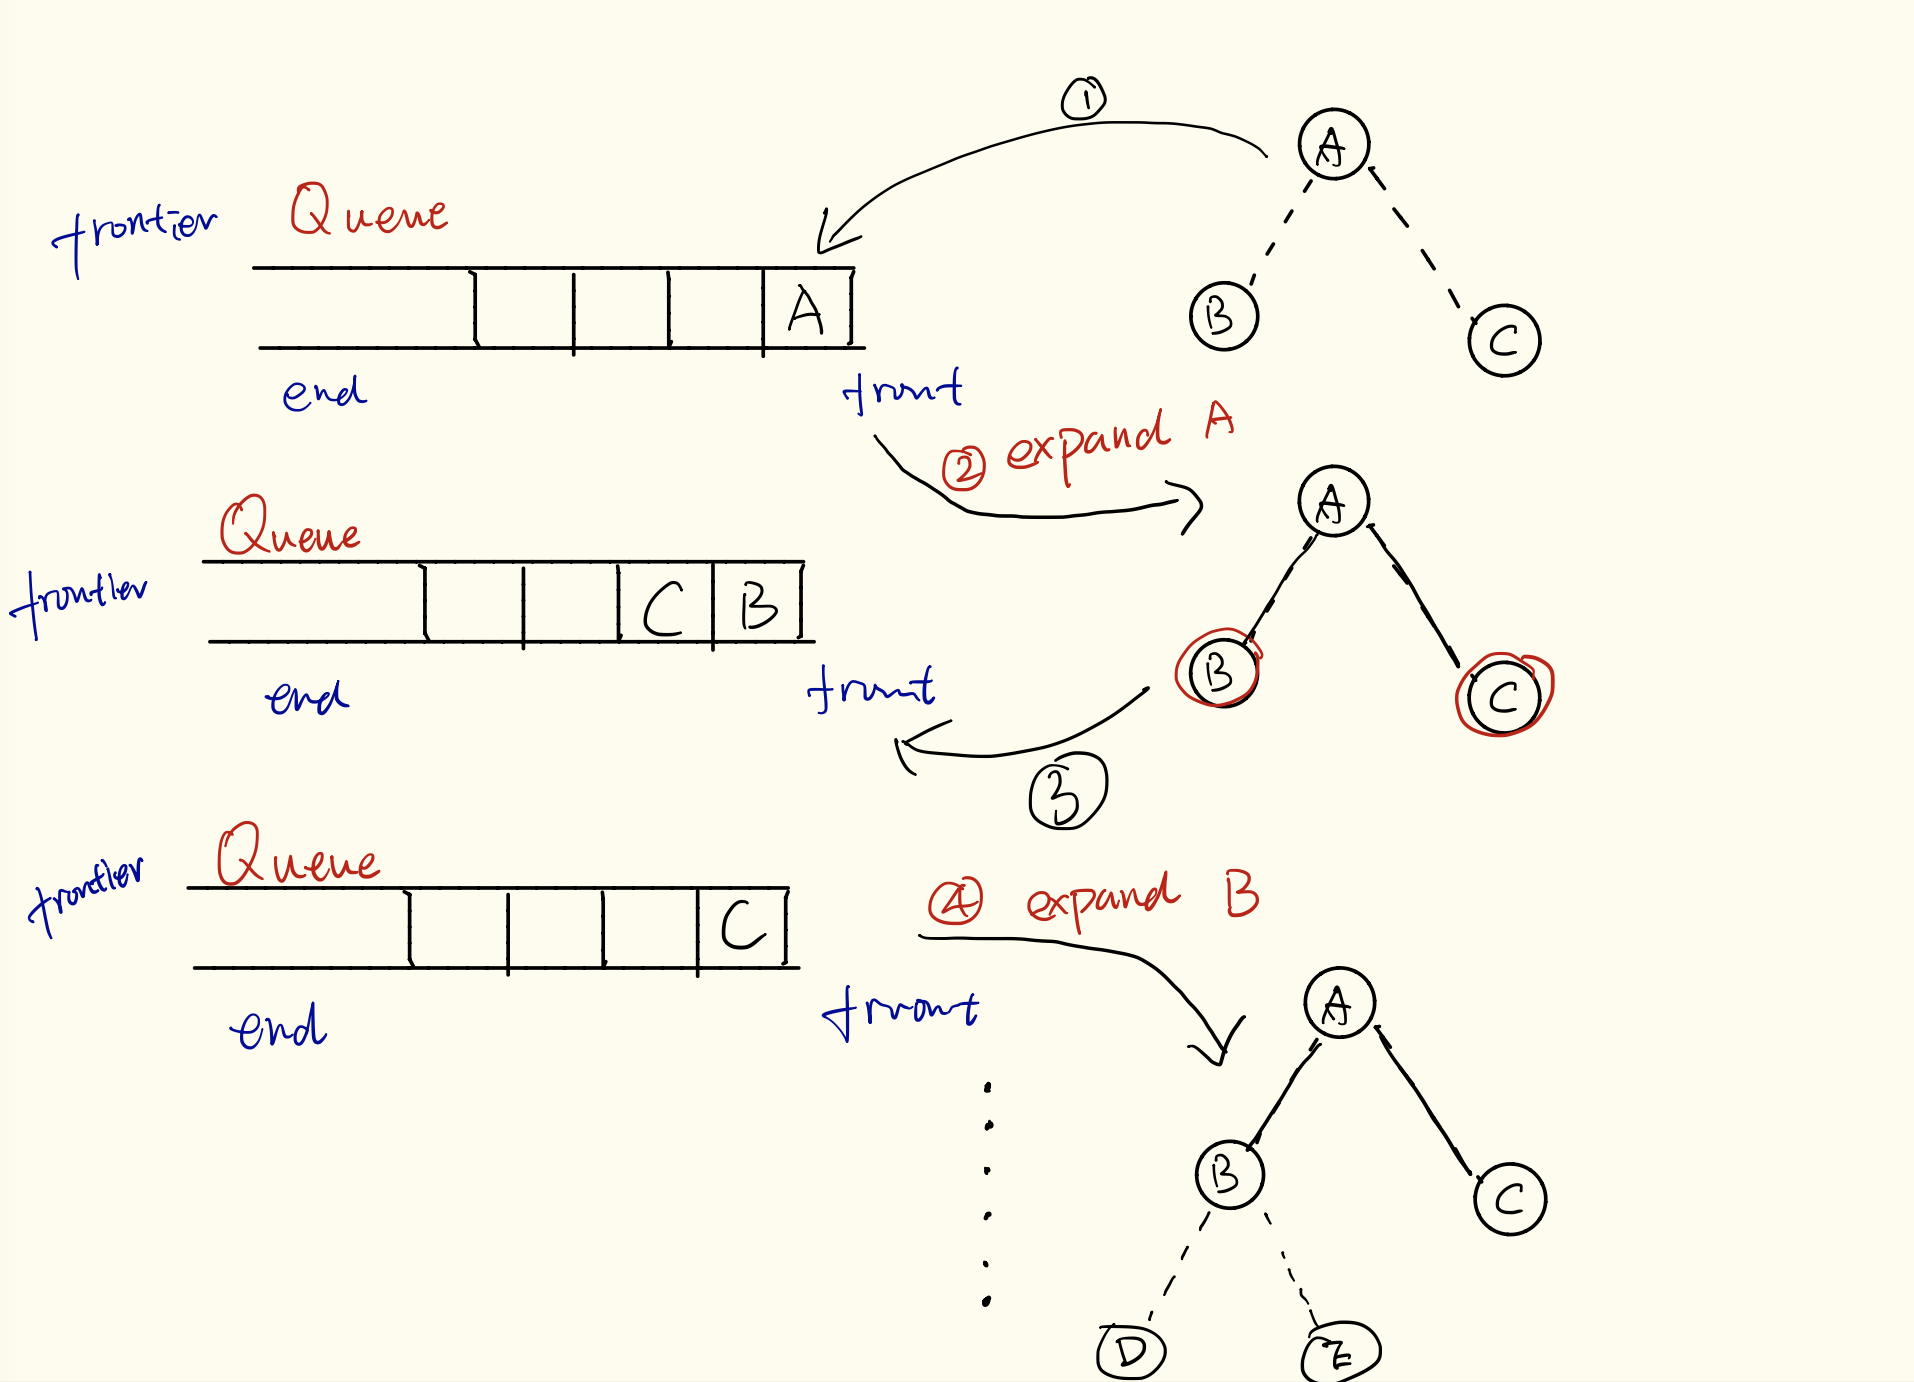 ①
A
frontier Queue
A
B
C
end front
② expand A
A
Queue
frontier
C B
B
C
end front
③
Queue
frontier
C
④ expand B
end front
A
B
C
D
E